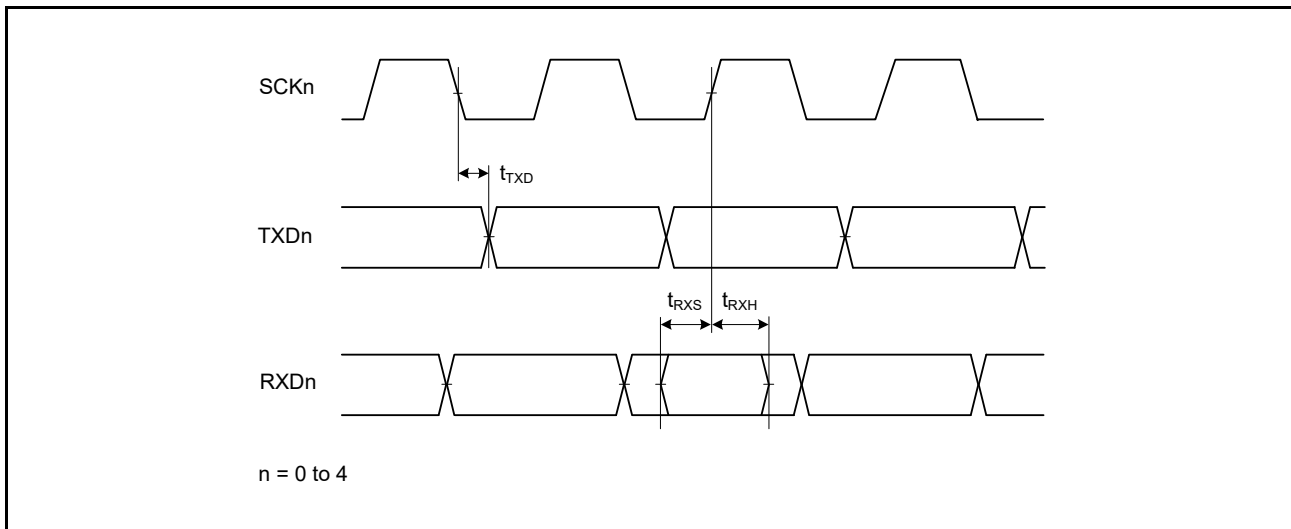 SCKn
tTXD
TXDn
tRXS tRXH
RXDn
n = 0 to 4